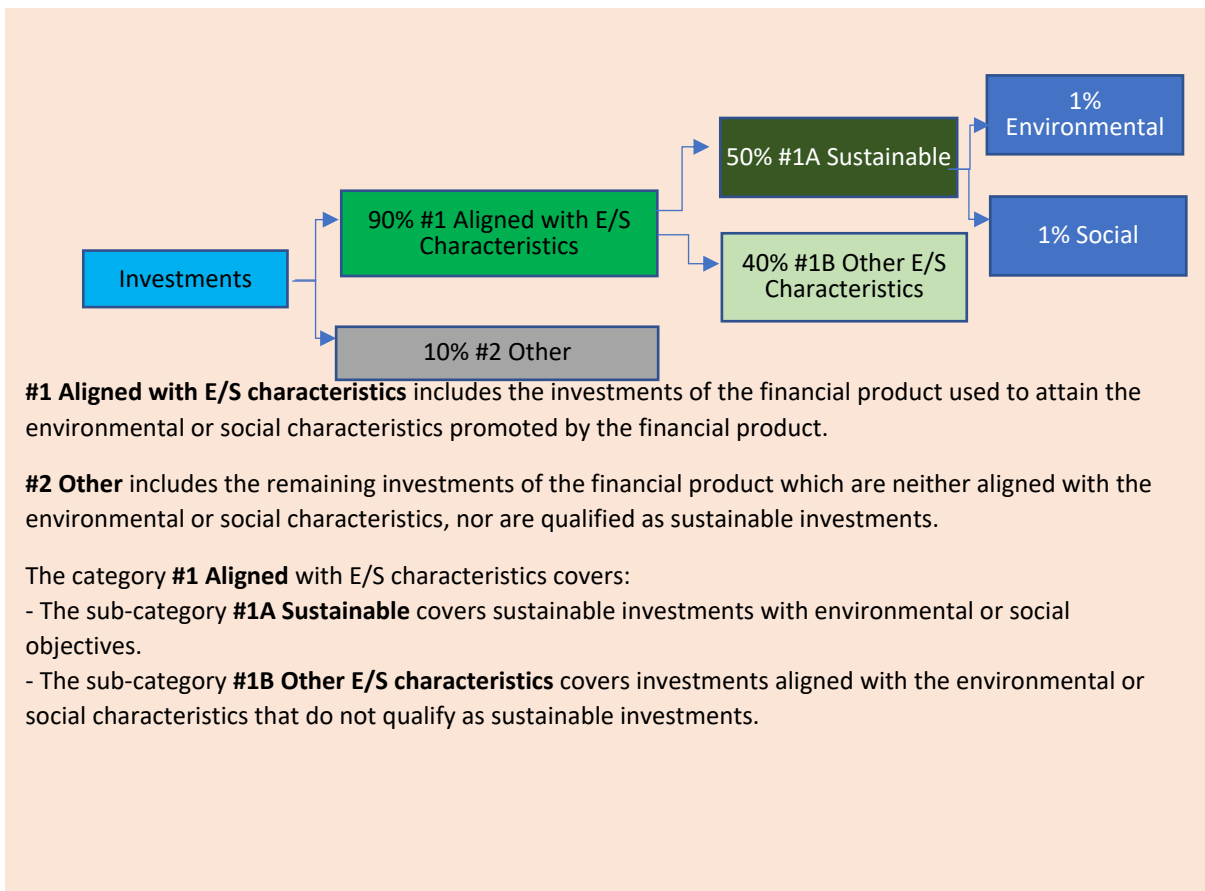 1%
Environmental
50% #1A Sustainable
90% #1 Aligned with E/S
Characteristics
1% Social
Investments
40% #1B Other E/S
Characteristics
10% #2 Other
#1 Aligned with E/S characteristics includes the investments of the financial product used to attain the
environmental or social characteristics promoted by the financial product.
#2 Other includes the remaining investments of the financial product which are neither aligned with the
environmental or social characteristics, nor are qualified as sustainable investments.
The category #1 Aligned with E/S characteristics covers:
- The sub-category #1A Sustainable covers sustainable investments with environmental or social
objectives.
- The sub-category #1B Other E/S characteristics covers investments aligned with the environmental or
social characteristics that do not qualify as sustainable investments.